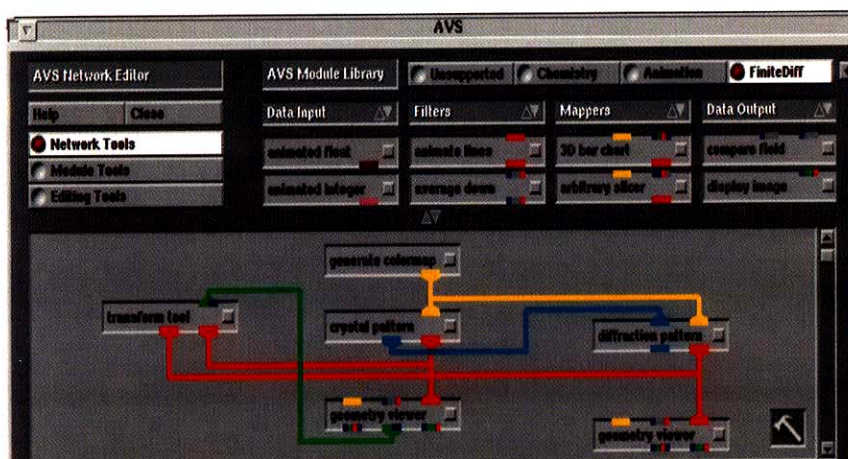 AVS
AVS Network Editor
AVS Module Library
Unsupported
Chemistry
Animation
FiniteDiff
Help
Close
Data Input
Filters
Mappers
Data Output
Network Tools
Module Tools
Editing Tools
animated float
animate lines
3D bar chart
compare field
animated integer
average down
arbitrary slicer
display image
generate colormap
transform tool
crystal pattern
diffraction pattern
geometry viewer
geometry viewer